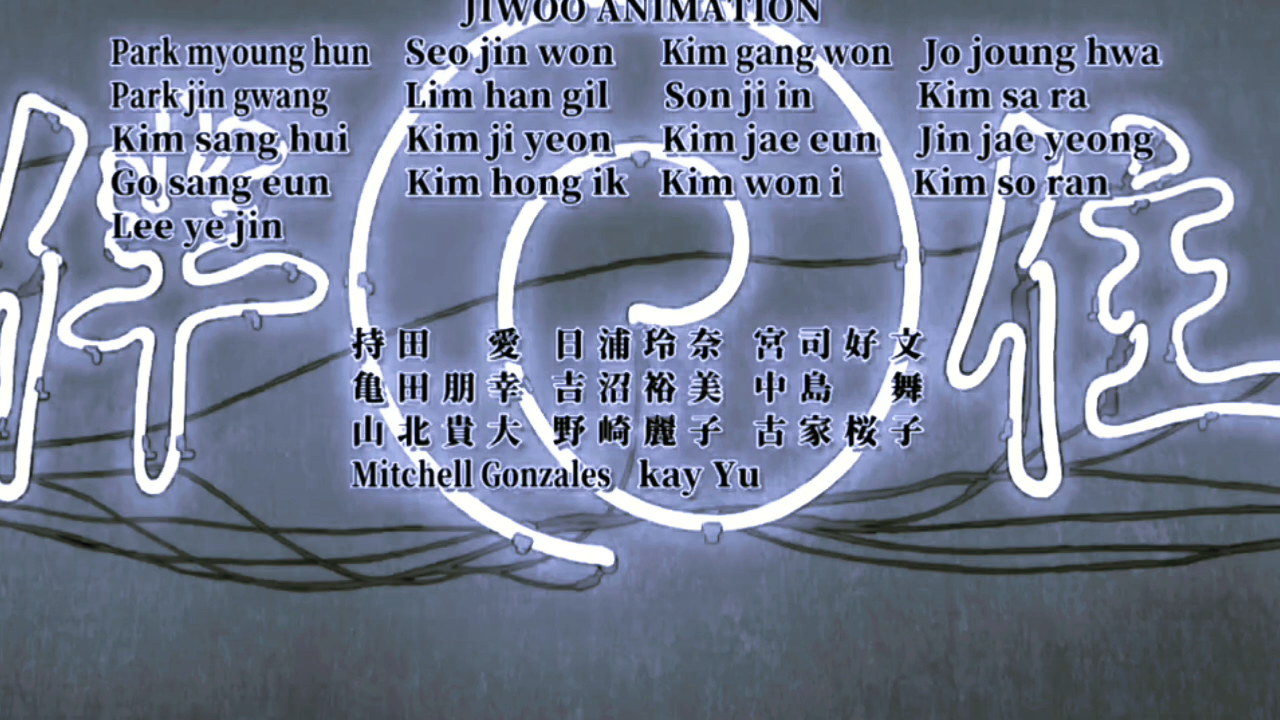 JIWOO ANIMATION
Park myoung hun Seo jin won Kim gang won Jo joung hwa
Park jin gwang Lim han gil Son ji in Kim sa ra
Kim sang hui Kim ji yeon Kim jae eun Jin jae yeong
Go sang eun Kim hong ik Kim won i Kim so ran
Lee ye jin
持田 愛 日浦玲奈 宮司好文
亀田朋幸 吉沼裕美 中島 舞
山北貴大 野崎麗子 古家桜子
Mitchell Gonzales kay Yu